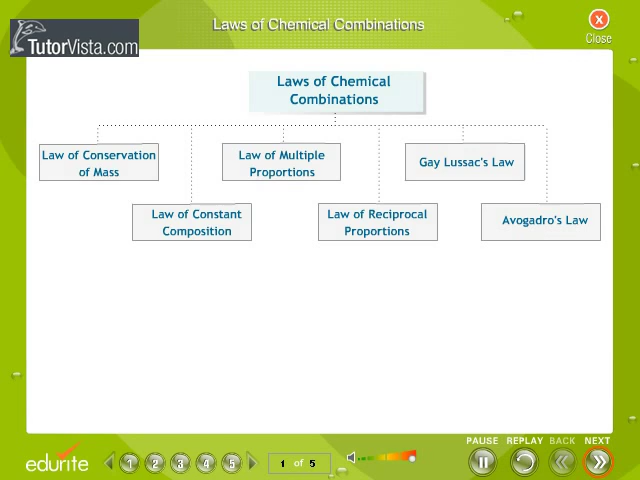 Laws of Chemical Combinations
X
Close
TutorVista.com
Laws of Chemical
Combinations
Law of Conservation
of Mass
Law of Multiple
Proportions
Gay Lussac's Law
Law of Constant
Composition
Law of Reciprocal
Proportions
Avogadro's Law
PAUSE REPLAY BACK NEXT
edurite
1 2 3 4 5
1 of 5